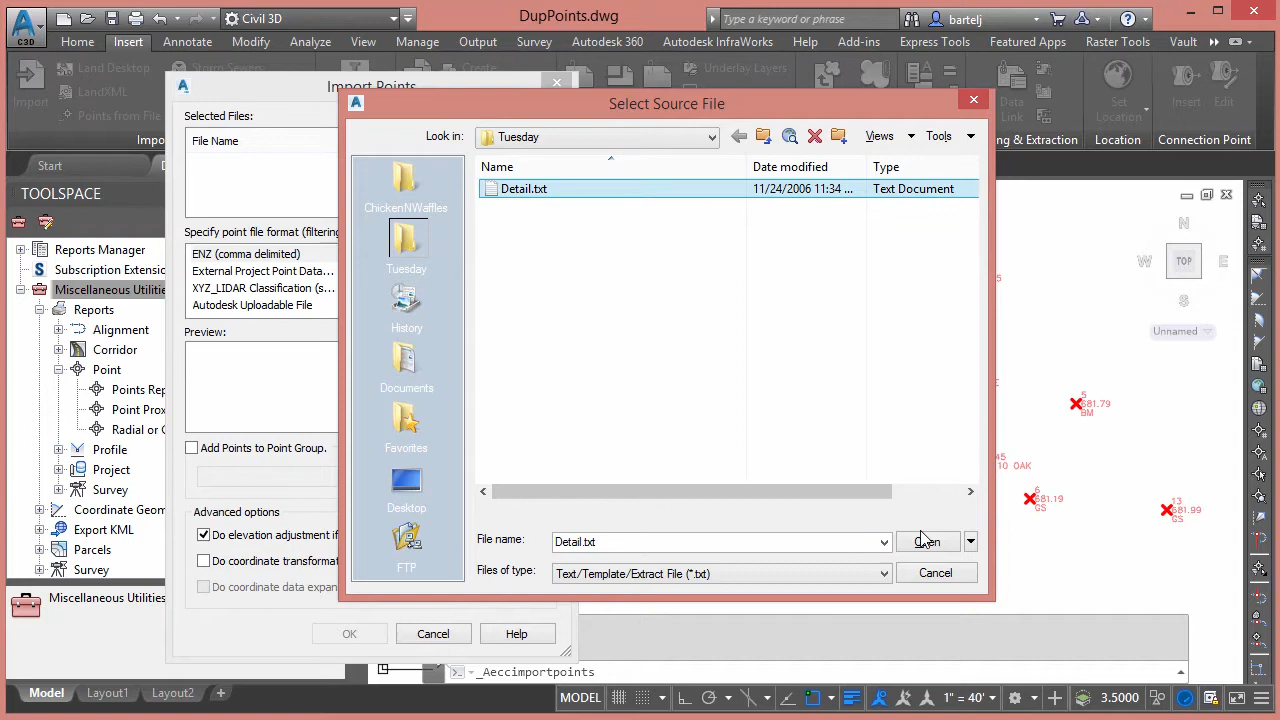 Civil 3D
DupPoints.dwg
Type a keyword or phrase
bartelj
C3D
Home
Insert
Annotate
Modify
Analyze
View
Manage
Output
Survey
Autodesk 360
Autodesk InfraWorks
Help
Add-ins
Express Tools
Featured Apps
Raster Tools
Vault
Import
Land Desktop
LandXML
Points from File
Storm Sewers
Create
Underlay Layers
Data
Link
Set
Location
Insert
Edit
Impo
g & Extraction
Location
Connection Point
Start
D
Import Points
Selected Files:
File Name
Specify point file format (filtering
ENZ (comma delimited)
External Project Point Data...
XYZ_LIDAR Classification (s...
Autodesk Uploadable File
Preview:
Add Points to Point Group.
Advanced options
Do elevation adjustment if
Do coordinate transformat
Do coordinate data expan
OK
Cancel
Help
Select Source File
Look in:
Tuesday
Views
Tools
Name
Date modified
Type
Detail.txt
11/24/2006 11:34 ...
Text Document
ChickenNWaffles
Tuesday
History
Documents
Favorites
Desktop
FTP
File name:
Detail.txt
Open
Files of type:
Text/Template/Extract File (*.txt)
Cancel
TOOLSPACE
Reports Manager
Subscription Extensio
Miscellaneous Utilitie
Reports
Alignment
Corridor
Point
Points Rep
Point Prox
Radial or O
Profile
Project
Survey
Coordinate Geom
Export KML
Parcels
Survey
Miscellaneous Utilities
N
W
TOP
E
S
Unnamed
5
681.79
BM
45
10 OAK
6
681.19
GS
13
681.99
GS
_Aeccimportpoints
Model
Layout1
Layout2
MODEL
1" = 40'
3.5000